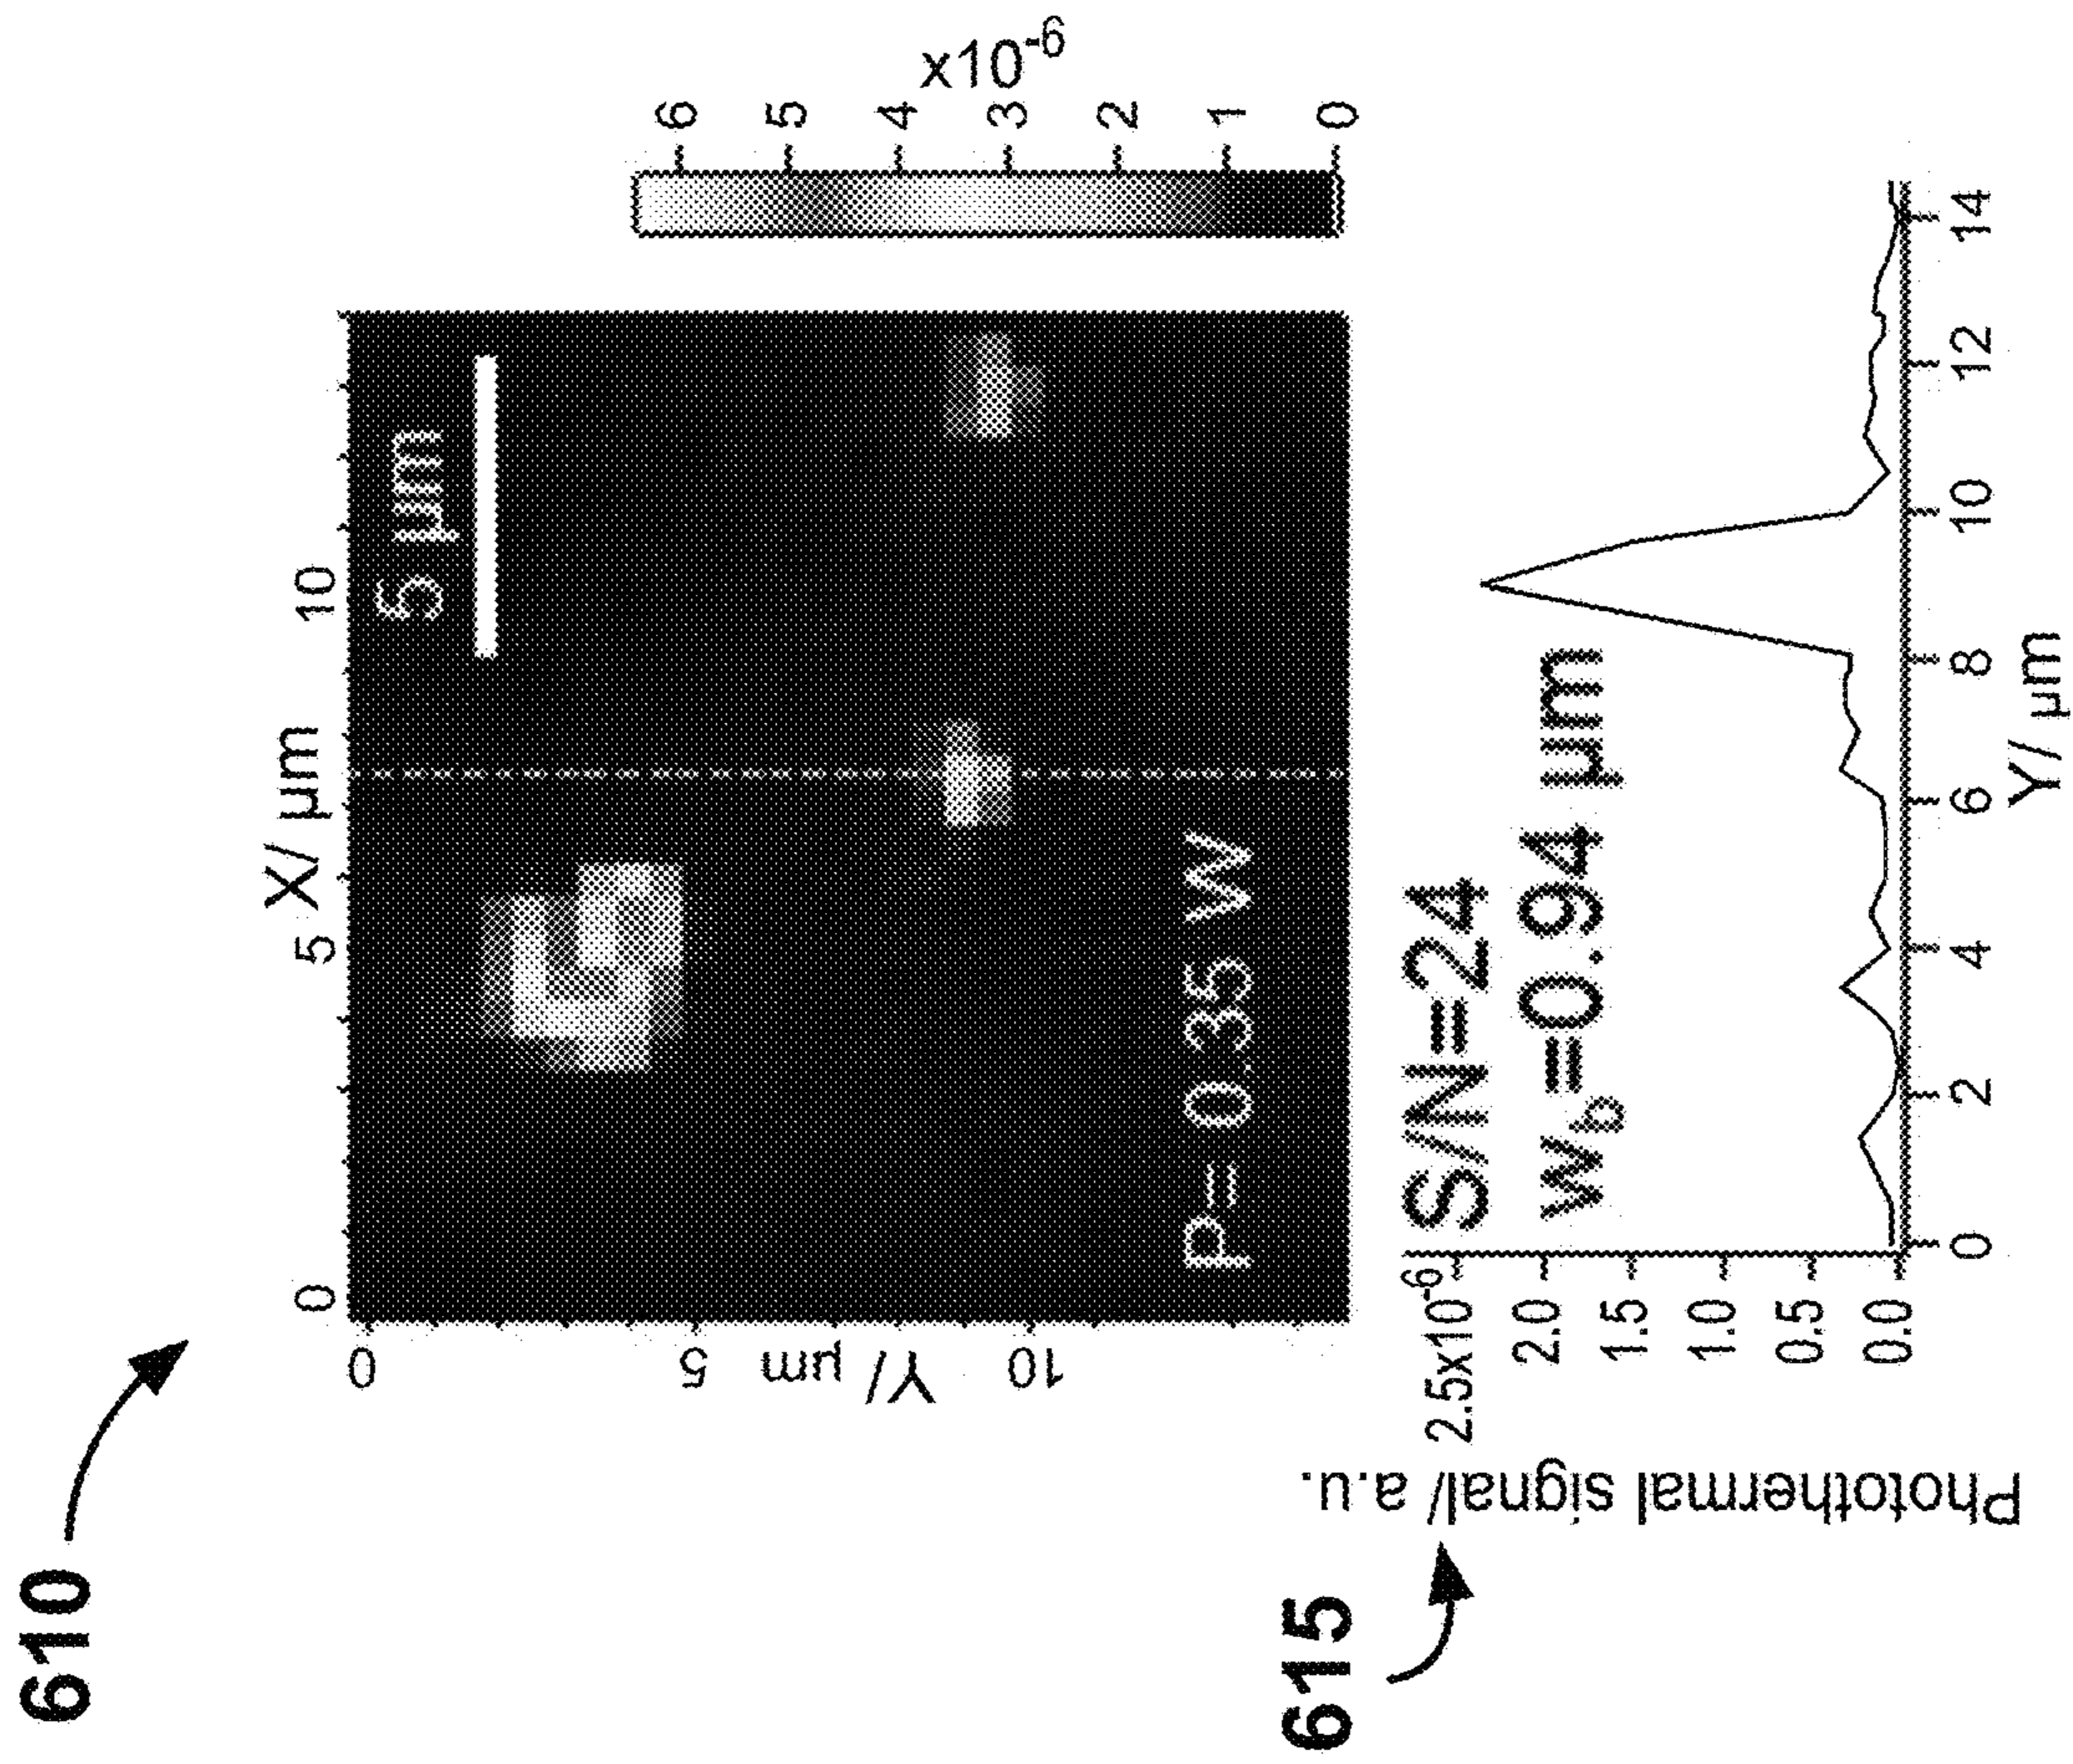 610
X/ μm
0
5
10
5 μm
0
5
Y/ μm
10
P= 0.35 W
x10-6
6
5
4
3
2
1
0
615
Photothermal signal/ a.u.
2.5x10-6
2.0
1.5
1.0
0.5
0.0
S/N=24
wb=0.94 μm
0
2
4
6
8
10
12
14
Y/ μm